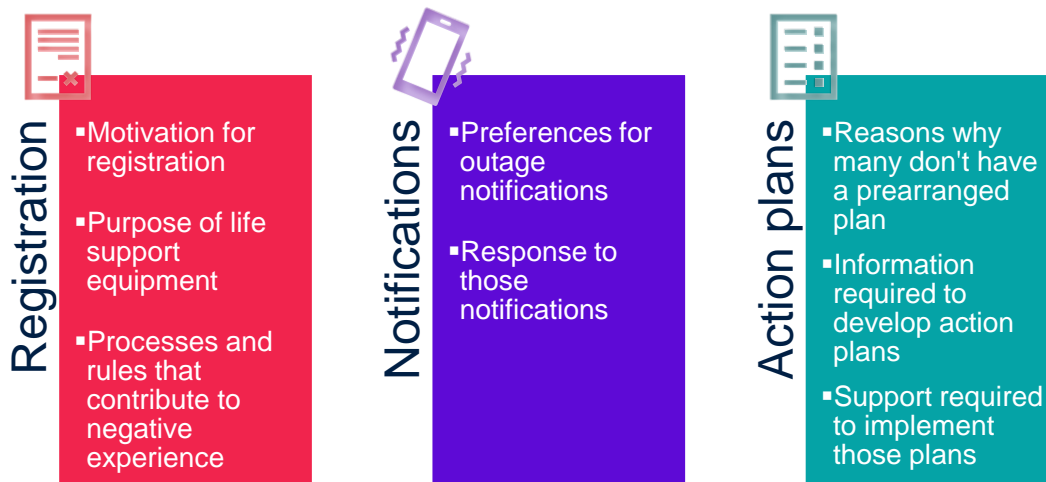 Registration
▪Motivation for
registration
▪Purpose of life
support
equipment
▪Processes and
rules that
contribute to
negative
experience
Notifications
▪Preferences for
outage
notifications
▪Response to
those
notifications
Action plans
▪Reasons why
many don't have
a prearranged
plan
▪Information
required to
develop action
plans
▪Support required
to implement
those plans